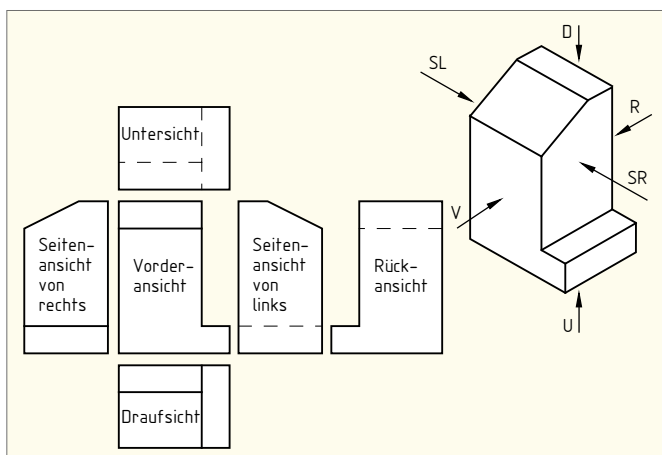 Untersicht
Seiten-
ansicht
von
rechts
Vorder-
ansicht
Seiten-
ansicht
von
links
Rück-
ansicht
Draufsicht
D
SL
R
SR
V
U